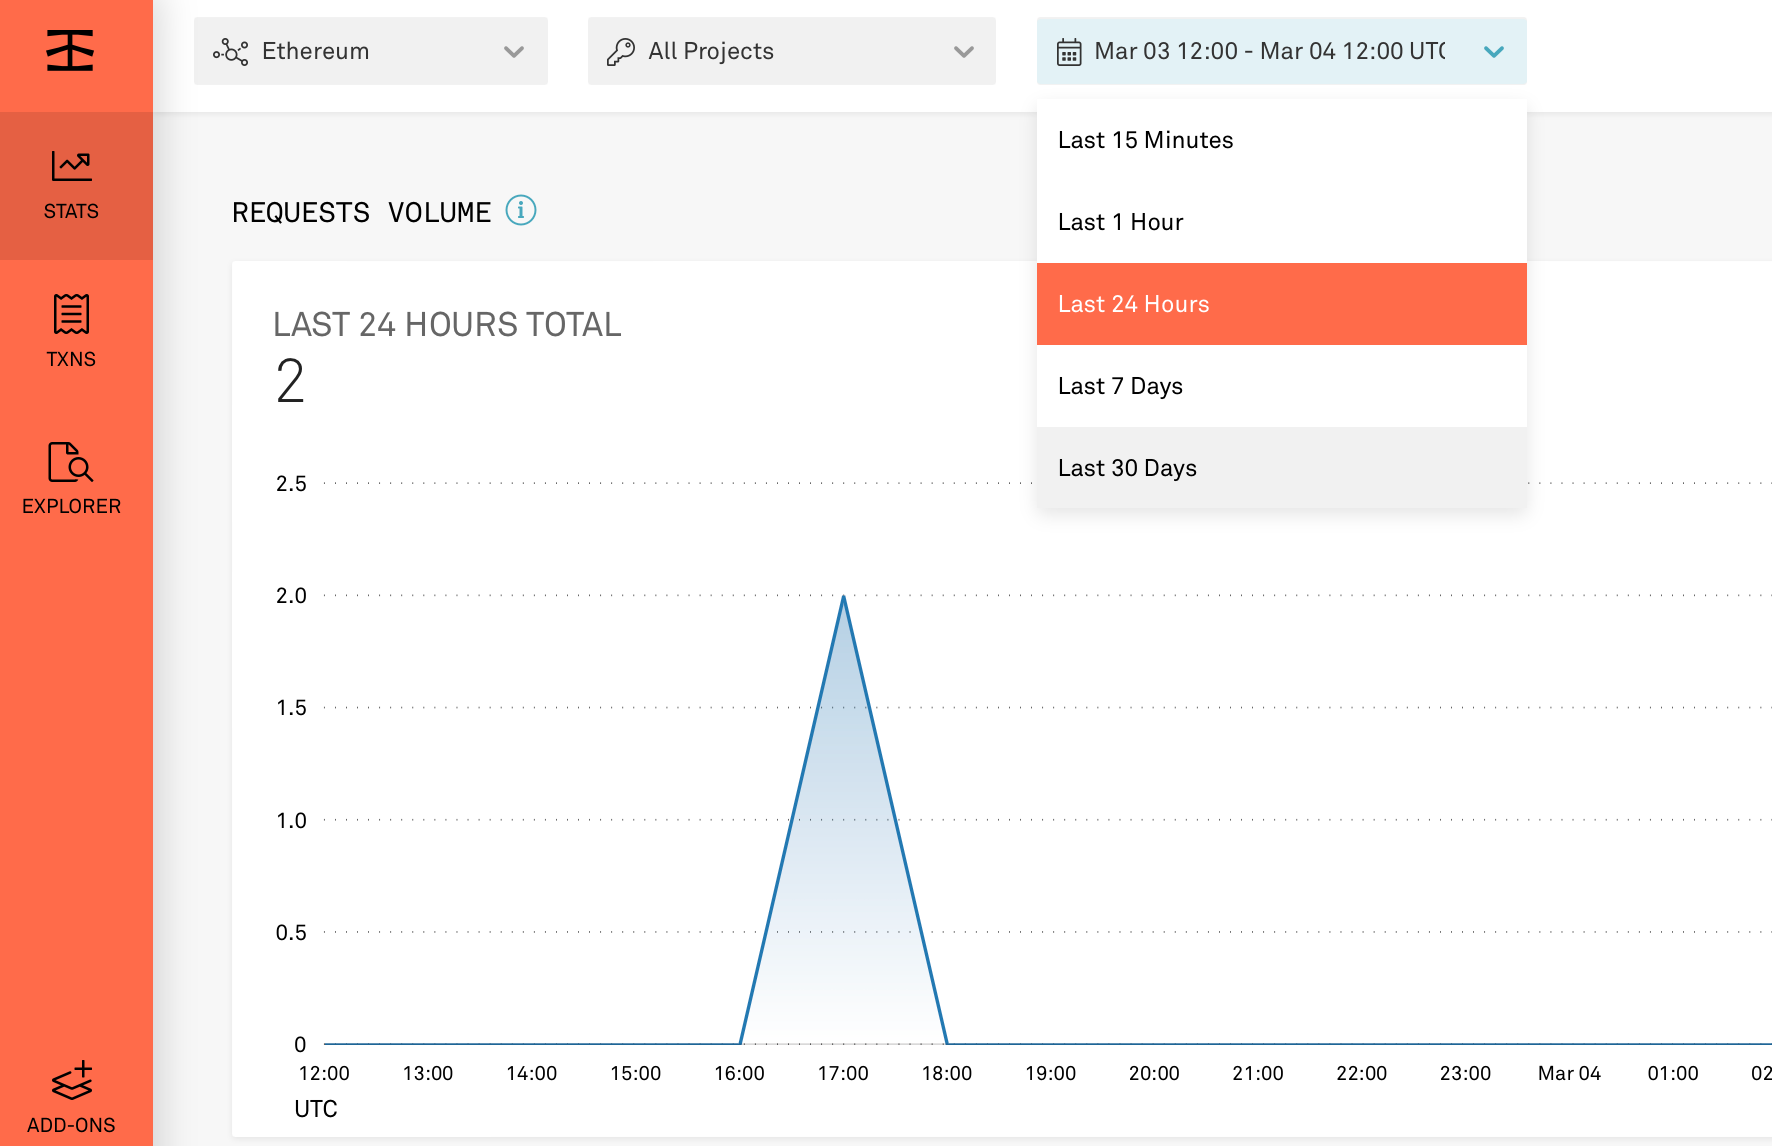 Ethereum
All Projects
Mar 03 12:00 - Mar 04 12:00 UTC
STATS
TXNS
EXPLORER
ADD-ONS
Last 15 Minutes
Last 1 Hour
Last 24 Hours
Last 7 Days
Last 30 Days
REQUESTS VOLUME i
LAST 24 HOURS TOTAL
2
2.5
2.0
1.5
1.0
0.5
0
12:00 13:00 14:00 15:00 16:00 17:00 18:00 19:00 20:00 21:00 22:00 23:00 Mar 04 01:00 02
UTC